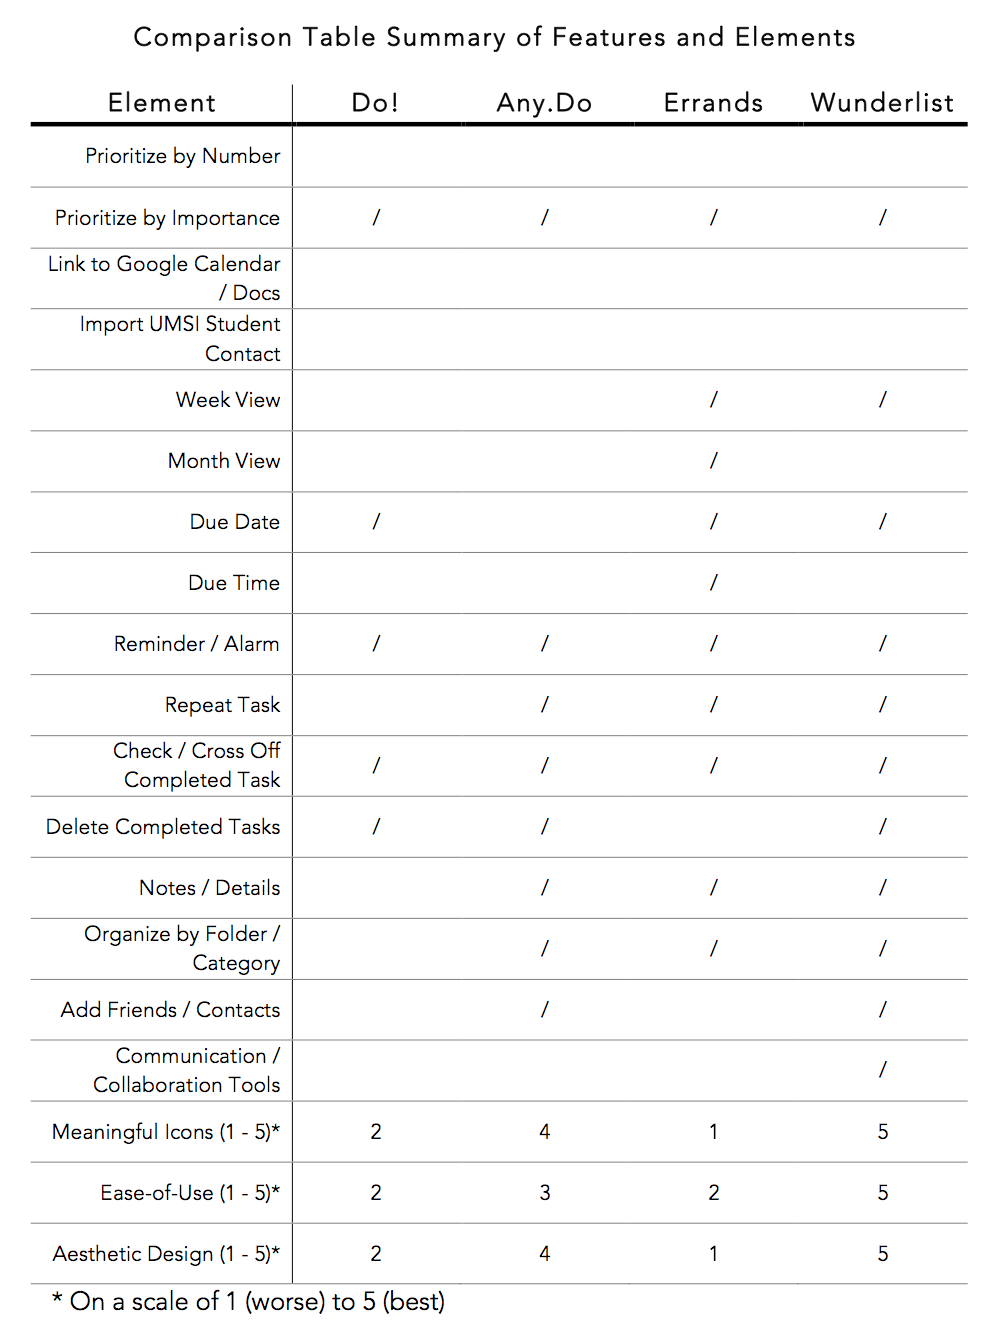 Comparison Table Summary of Features and Elements
Element Do! Any.Do Errands Wunderlist
Prioritize by Number
Prioritize by Importance / / / /
Link to Google Calendar
/ Docs
Import UMSI Student
Contact
Week View / /
Month View /
Due Date / / /
Due Time /
Reminder / Alarm / / / /
Repeat Task / / /
Check / Cross Off
Completed Task / / / /
Delete Completed Tasks / / /
Notes / Details / / /
Organize by Folder /
Category / / /
Add Friends / Contacts / /
Communication /
Collaboration Tools /
Meaningful Icons (1 - 5)* 2 4 1 5
Ease-of-Use (1 - 5)* 2 3 2 5
Aesthetic Design (1 - 5)* 2 4 1 5
* On a scale of 1 (worse) to 5 (best)